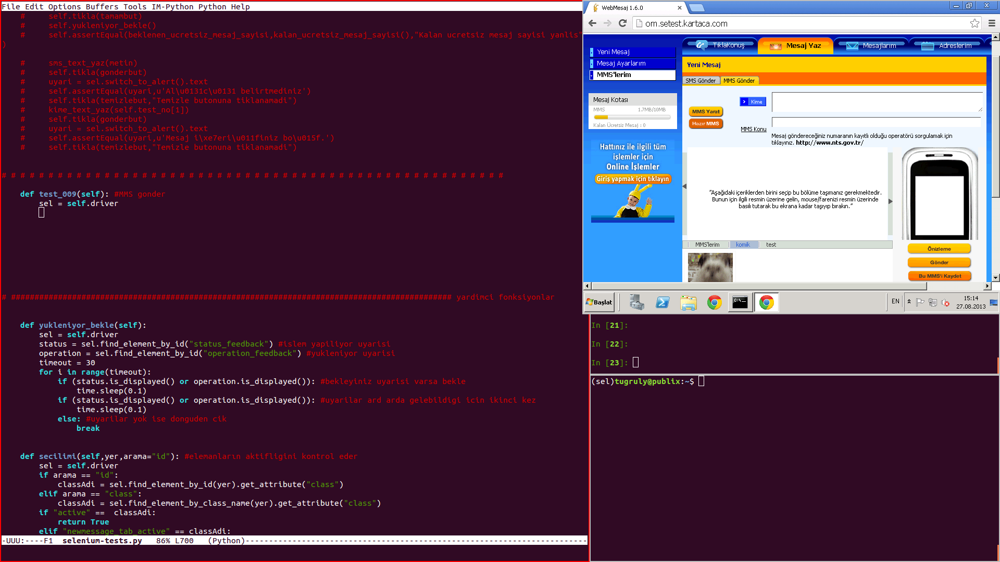 File Edit Options Buffers Tools IM-Python Python Help
    #     self.tikla(tamambut)
    #     self.yukleniyor_bekle()
    #     self.assertEqual(beklenen_ucretsiz_mesaj_sayisi,kalan_ucretsiz_mesaj_sayisi(),"Kalan ucretsiz mesaj sayisi yanlis"
)
    #     sms_text_yaz(metin)
    #     self.tikla(gonderbut)
    #     uyari = sel.switch_to_alert().text
    #     self.assertEqual(uyari,u'Al\u0131c\u0131 belirtmediniz')
    #     self.tikla(temizlebut,"Temizle butonuna tiklanamadi")
    #     kime_text_yaz(self.test_no[1])
    #     self.tikla(gonderbut)
    #     uyari = sel.switch_to_alert().text
    #     self.assertEqual(uyari,u'Mesaj i\xe7eri\u011finiz bo\u015f.')
    #     self.tikla(temizlebut,"Temizle butonuna tiklanamadi")
# # # # # # # # # # # # # # # # # # # # # # # # # # # # # # # # # # # # # # # # # # # # # # # # # # # # # #
    def test_009(self): #MMS gonder
        sel = self.driver
# ############################################################################################## yardimci fonksiyonlar
    def yukleniyor_bekle(self):
        sel = self.driver
        status = sel.find_element_by_id("status_feedback") #islem yapiliyor uyarisi
        operation = sel.find_element_by_id("operation_feedback") #yukleniyor uyarisi
        timeout = 30
        for i in range(timeout):
            if (status.is_displayed() or operation.is_displayed()): #bekleyiniz uyarisi varsa bekle
                time.sleep(0.1)
            if (status.is_displayed() or operation.is_displayed()): #uyarilar ard arda gelebildigi icin ikinci kez
                time.sleep(0.1)
            else: #uyarilar yok ise donguden cik
                break
    def secilimi(self,yer,arama="id"): #elemanların aktifligini kontrol eder
        sel = self.driver
        if arama == "id":
            classAdi = sel.find_element_by_id(yer).get_attribute("class")
        elif arama == "class":
            classAdi = sel.find_element_by_class_name(yer).get_attribute("class")
        if "active" ==  classAdi:
            return True
        elif "newmessage_tab_active" == classAdi:
-UUU:----F1  selenium-tests.py   86% L700   (Python)-------------------------------------------------------------------------
WebMesaj 1.6.0
om.setest.kartaca.com
TıklaKonuş
Mesaj Yaz
Mesajlarım
Adreslerim
Yeni Mesaj
Mesaj Ayarlarım
MMS'lerim
Mesaj Kotası
MMS 1.7MB/10MB
Kalan Ücretsiz Mesaj : 0
Hattınız ile ilgili tüm
işlemler için
Online İşlemler
Giriş yapmak için tıklayın
Yeni Mesaj
SMS Gönder
MMS Gönder
Kime
MMS Yarat
Hazır MMS
MMS Konu
Mesaj göndereceğiniz numaranın kayıtlı olduğu operatörü sorgulamak için
tıklayınız. http://www.nts.gov.tr/
"Aşağıdaki içeriklerden birini seçip bu bölüme taşımanız gerekmektedir.
Bunun için ilgili resmin üzerine gelin, mouse/farenizi resmin üzerinde
basılı tutarak bu ekrana kadar taşıyıp bırakın."
MMS'lerim
komik
test
Önizleme
Gönder
Bu MMS'i Kaydet
Başlat
C:\_
EN
15:14
27.08.2013
In [21]:
In [22]:
In [23]:
(sel)tugruly@publix:~$